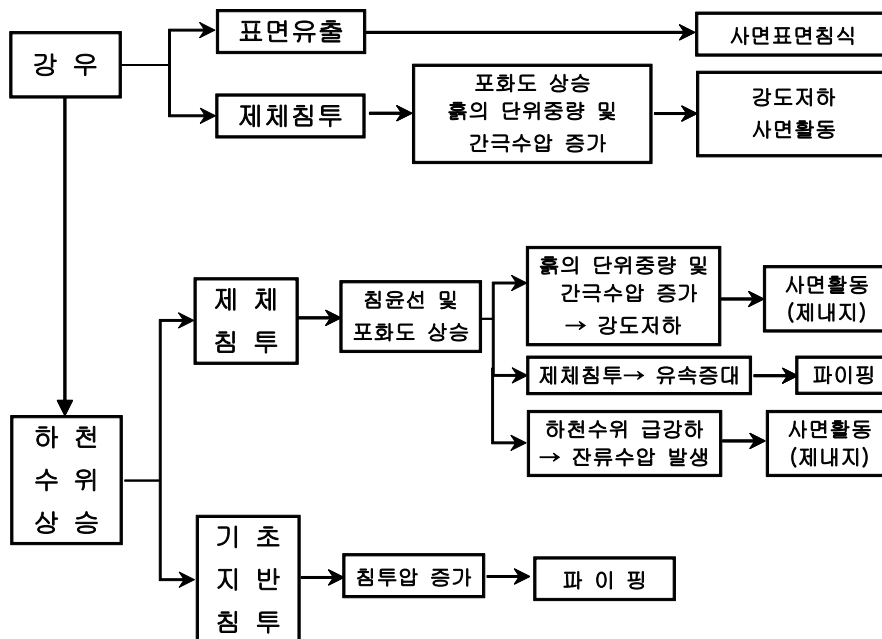 강 우
표면유출
사면표면침식
제체침투
포화도 상승
흙의 단위중량 및
간극수압 증가
강도저하
사면활동
하 천
수 위
상 승
제 체
침 투
침윤선 및
포화도 상승
흙의 단위중량 및
간극수압 증가
→ 강도저하
사면활동
(제내지)
제체침투→ 유속증대
파이핑
하천수위 급강하
→ 잔류수압 발생
사면활동
(제내지)
기 초
지 반
침 투
침투압 증가
파 이 핑